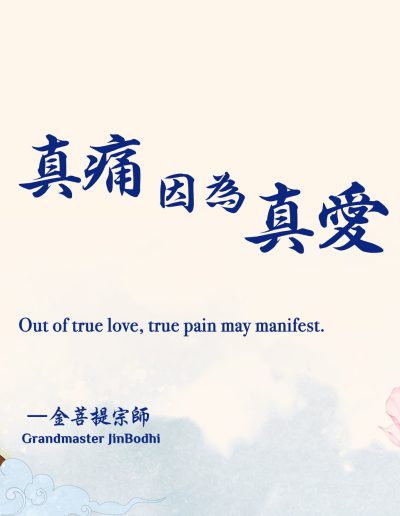 真痛 因為 真愛
Out of true love, true pain may manifest.
—金菩提宗師
Grandmaster JinBodhi